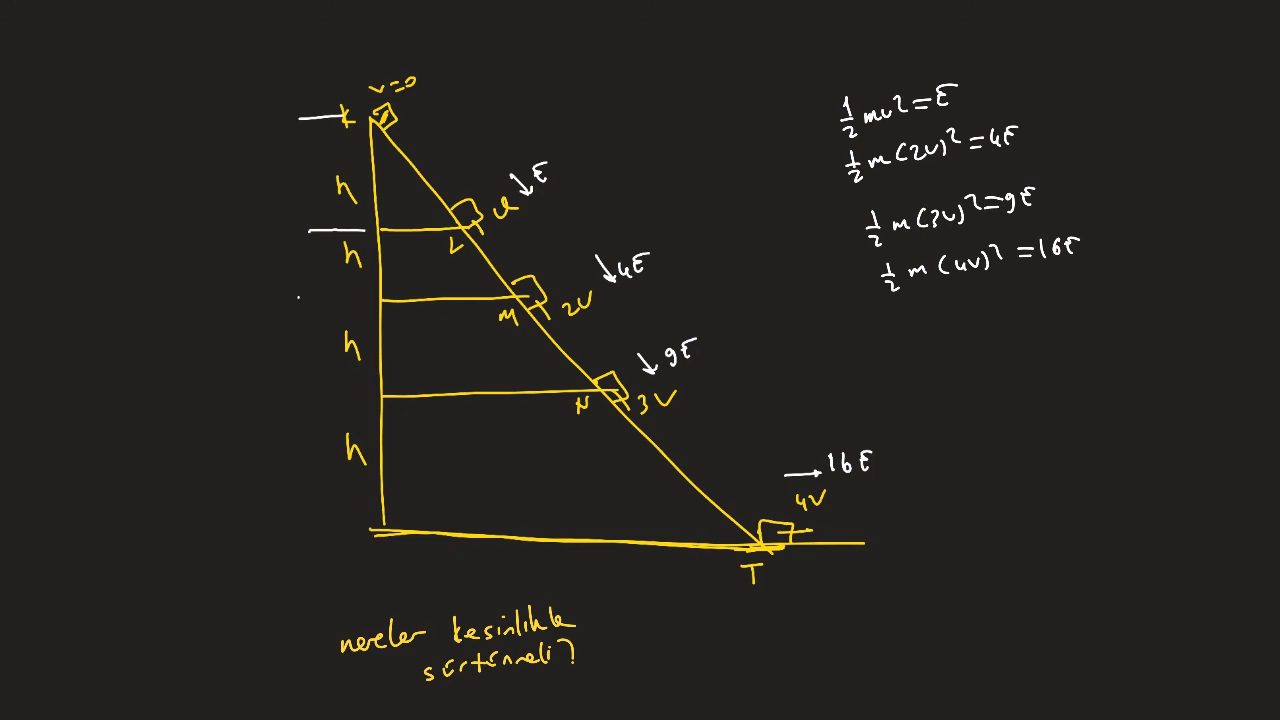 v=0
K
h
↓E
v
L
h
↓4E
2V
M
h
↓9E
3V
N
h
→16E
4V
T
nereler kesinlikle
sürtünmeli?
½mv²=E
½m(2v)²=4E
½m(3v)²=9E
½m(4v)²=16E